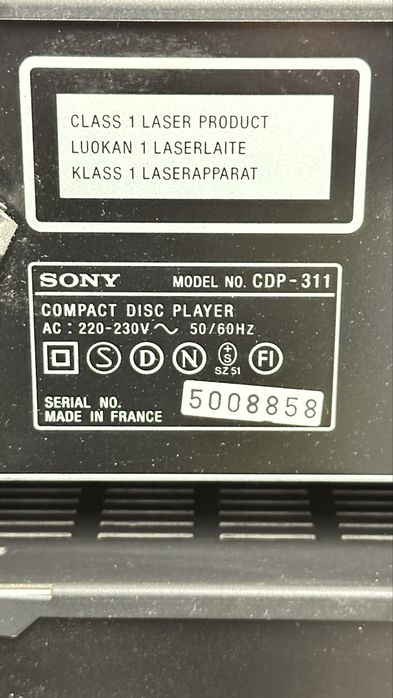 CLASS 1 LASER PRODUCT
LUOKAN 1 LASERLAITE
KLASS 1 LASERAPPARAT
SONY MODEL NO. CDP-311
COMPACT DISC PLAYER
AC : 220-230V ~ 50/60Hz
S D N +S SZ 51 FI
SERIAL NO. 5008858
MADE IN FRANCE